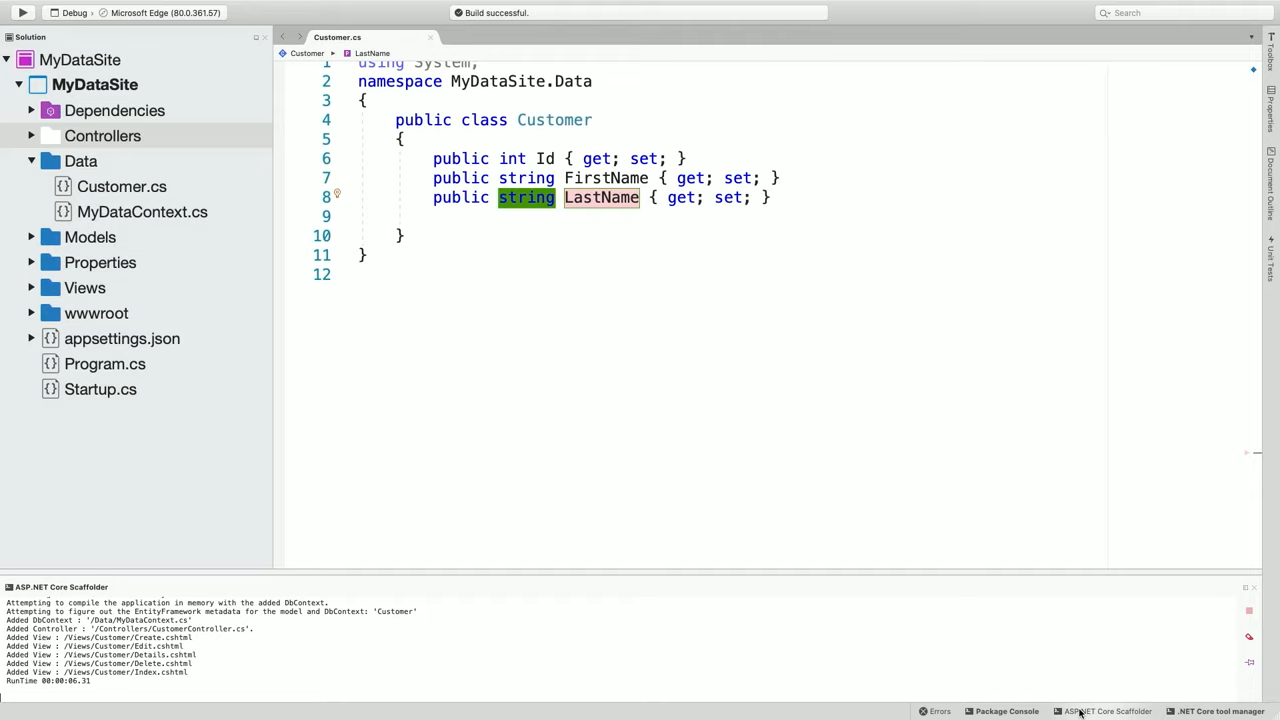 Debug › Microsoft Edge (80.0.361.57)
Build successful.
Search
Solution
MyDataSite
MyDataSite
Dependencies
Controllers
Data
Customer.cs
MyDataContext.cs
Models
Properties
Views
wwwroot
appsettings.json
Program.cs
Startup.cs
Customer.cs
Customer
LastName
1 using System;
2 namespace MyDataSite.Data
3 {
4 public class Customer
5 {
6 public int Id { get; set; }
7 public string FirstName { get; set; }
8 public string LastName { get; set; }
9
10 }
11 }
12
Toolbox
Properties
Document Outline
Unit Tests
ASP.NET Core Scaffolder
Attempting to compile the application in memory with the added DbContext.
Attempting to figure out the EntityFramework metadata for the model and DbContext: 'Customer'
Added DbContext : '/Data/MyDataContext.cs'
Added Controller : '/Controllers/CustomerController.cs'.
Added View : /Views/Customer/Create.cshtml
Added View : /Views/Customer/Edit.cshtml
Added View : /Views/Customer/Details.cshtml
Added View : /Views/Customer/Delete.cshtml
Added View : /Views/Customer/Index.cshtml
RunTime 00:00:06.31
Errors
Package Console
ASP.NET Core Scaffolder
.NET Core tool manager